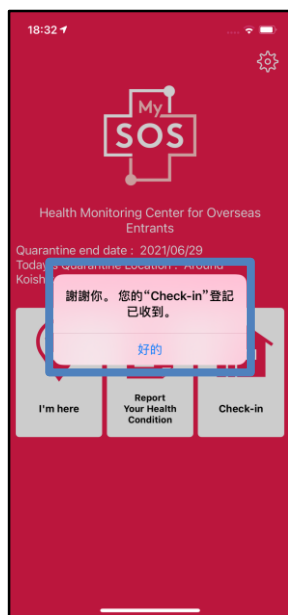 18:32
My
SOS
Health Monitoring Center for Overseas
Entrants
Quarantine end date : 2021/06/29
Today's Quarantine Location : Around
Koish
謝謝你。 您的“Check-in”登記
已收到。
好的
I'm here
Report
Your Health
Condition
Check-in